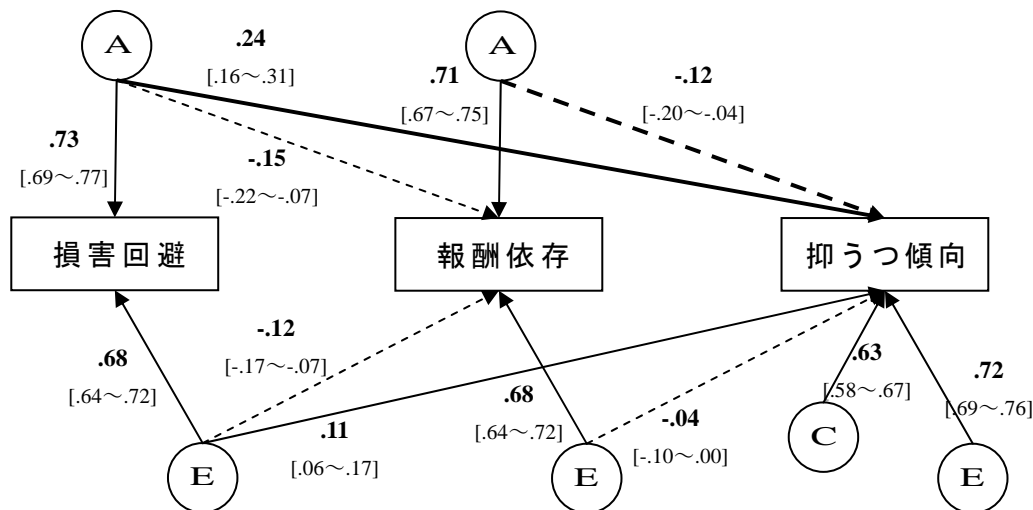 A
A
.24
[.16～.31]
.71
[.67～.75]
-.12
[-.20～-.04]
.73
[.69～.77]
-.15
[-.22～-.07]
損害回避
報酬依存
抑うつ傾向
-.12
[-.17～-.07]
.68
[.64～.72]
.11
[.06～.17]
.68
[.64～.72]
-.04
[-.10～.00]
.63
[.58～.67]
.72
[.69～.76]
E
E
C
E